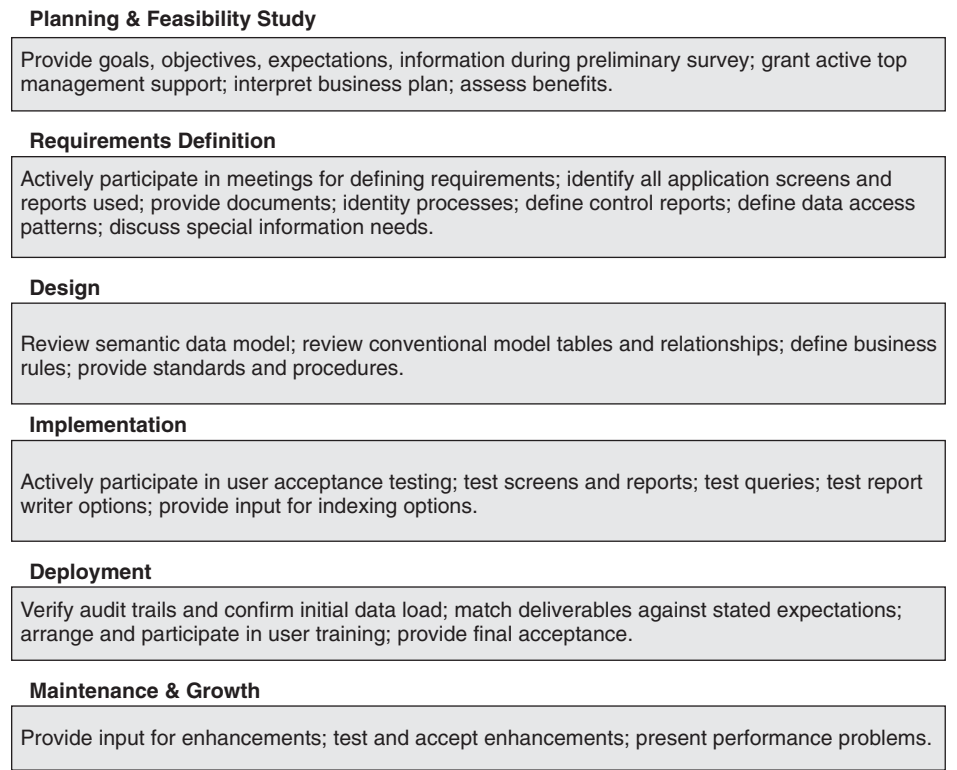 Planning & Feasibility Study
Provide goals, objectives, expectations, information during preliminary survey; grant active top
management support; interpret business plan; assess benefits.
Requirements Definition
Actively participate in meetings for defining requirements; identify all application screens and
reports used; provide documents; identity processes; define control reports; define data access
patterns; discuss special information needs.
Design
Review semantic data model; review conventional model tables and relationships; define business
rules; provide standards and procedures.
Implementation
Actively participate in user acceptance testing; test screens and reports; test queries; test report
writer options; provide input for indexing options.
Deployment
Verify audit trails and confirm initial data load; match deliverables against stated expectations;
arrange and participate in user training; provide final acceptance.
Maintenance & Growth
Provide input for enhancements; test and accept enhancements; present performance problems.